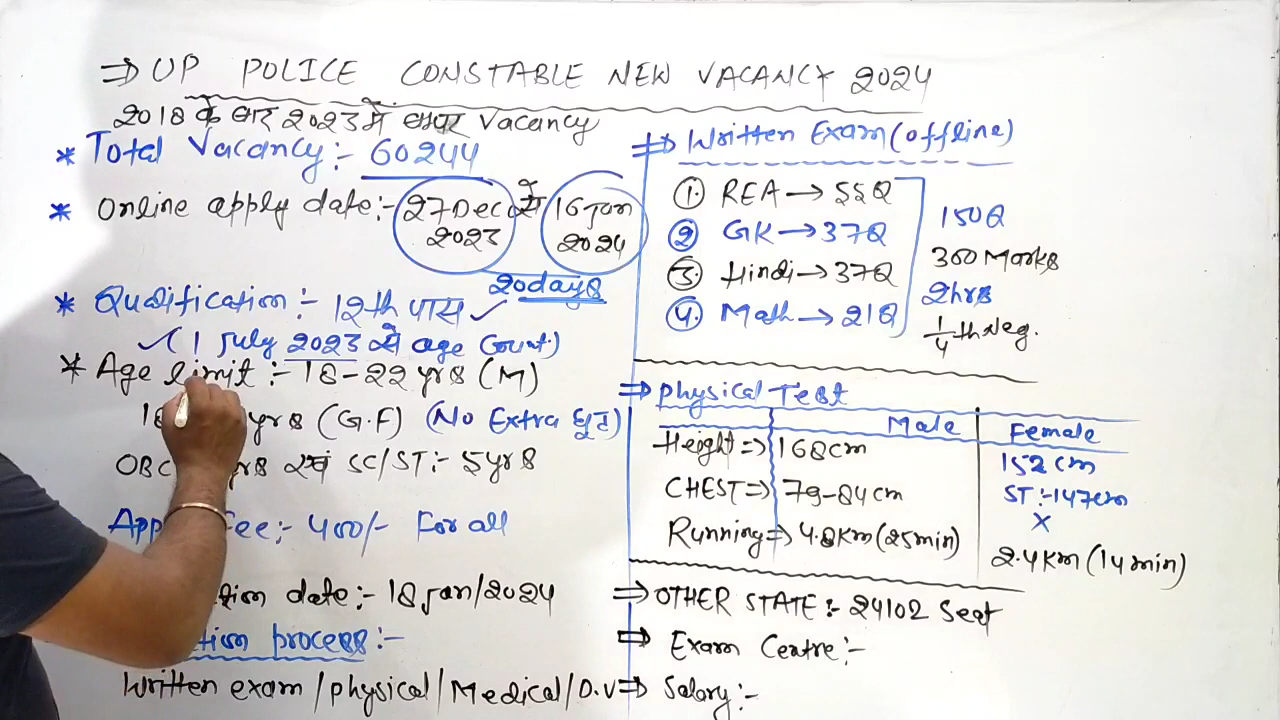 ⇒ UP POLICE CONSTABLE NEW VACANCY 2024
2018 के बाद 2023 में बम्पर Vacancy
* Total Vacancy:- 60244
* Online apply date:- 27 Dec 2023 से 16 Jan 2024
20 days
* Qualification:- 12th पास ✓
✓ (1 July 2023 से age Count)
* Age limit:- 18-22 yrs (M)
18 yrs (G.F) (No Extra छूट)
OBC yrs एवं SC/ST:- 5yrs
Fee:- 400/- For all
date:- 18 Jan/2024
process:-
Written exam/physical/Medical/D.V
⇒ Written Exam (offline)
① REA → 55Q
② GK → 37Q
③ Hindi → 37Q
④ Math → 21Q
150Q
300 Marks
2hrs
1/4th Neg.
⇒ physical Test
Male Female
Height ⇒ 168cm 152 cm
ST:-147cm
CHEST ⇒ 79-84cm X
Running ⇒ 4.8Km (25min) 2.4Km (14 min)
⇒ OTHER STATE:- 24102 Seat
⇒ Exam Centre:-
⇒ Salary:-